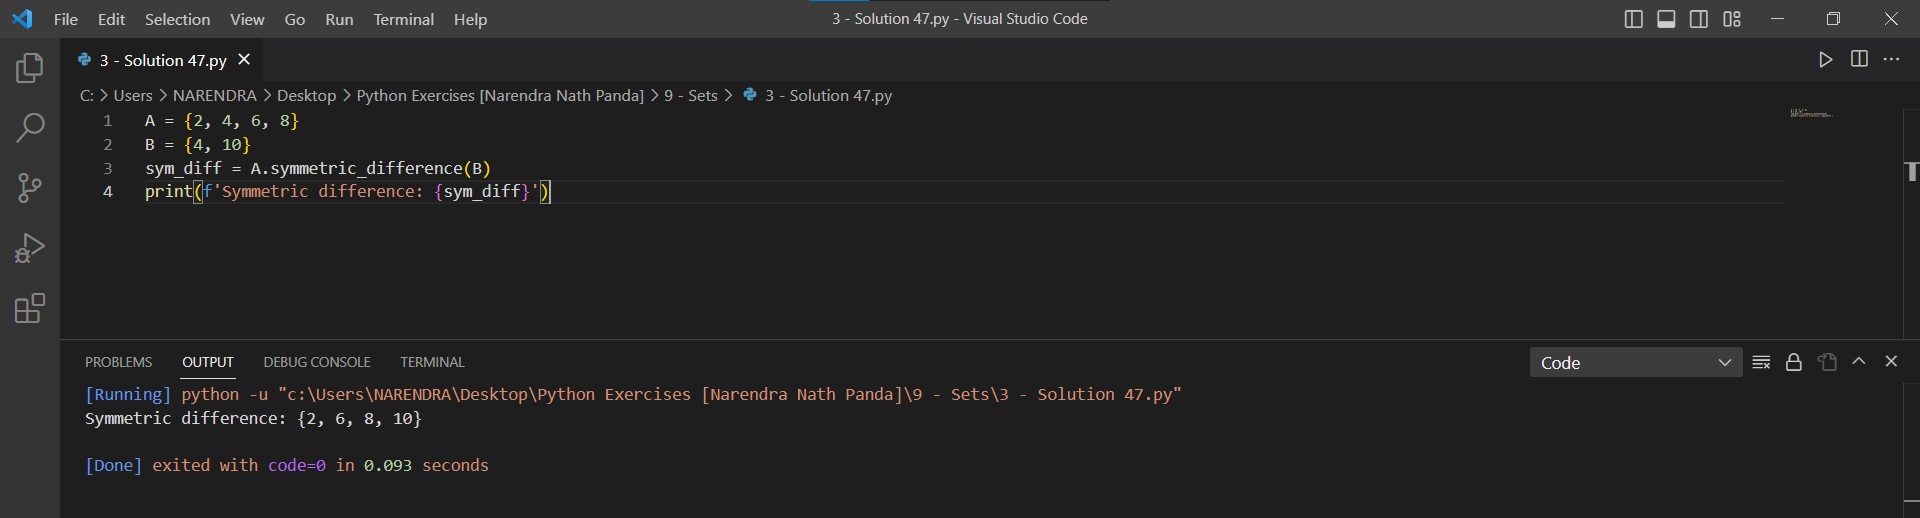 File Edit Selection View Go Run Terminal Help 3 - Solution 47.py - Visual Studio Code
3 - Solution 47.py
C: > Users > NARENDRA > Desktop > Python Exercises [Narendra Nath Panda] > 9 - Sets > 3 - Solution 47.py
1 A = {2, 4, 6, 8}
2 B = {4, 10}
3 sym_diff = A.symmetric_difference(B)
4 print(f'Symmetric difference: {sym_diff}')
PROBLEMS OUTPUT DEBUG CONSOLE TERMINAL Code
[Running] python -u "c:\Users\NARENDRA\Desktop\Python Exercises [Narendra Nath Panda]\9 - Sets\3 - Solution 47.py"
Symmetric difference: {2, 6, 8, 10}
[Done] exited with code=0 in 0.093 seconds